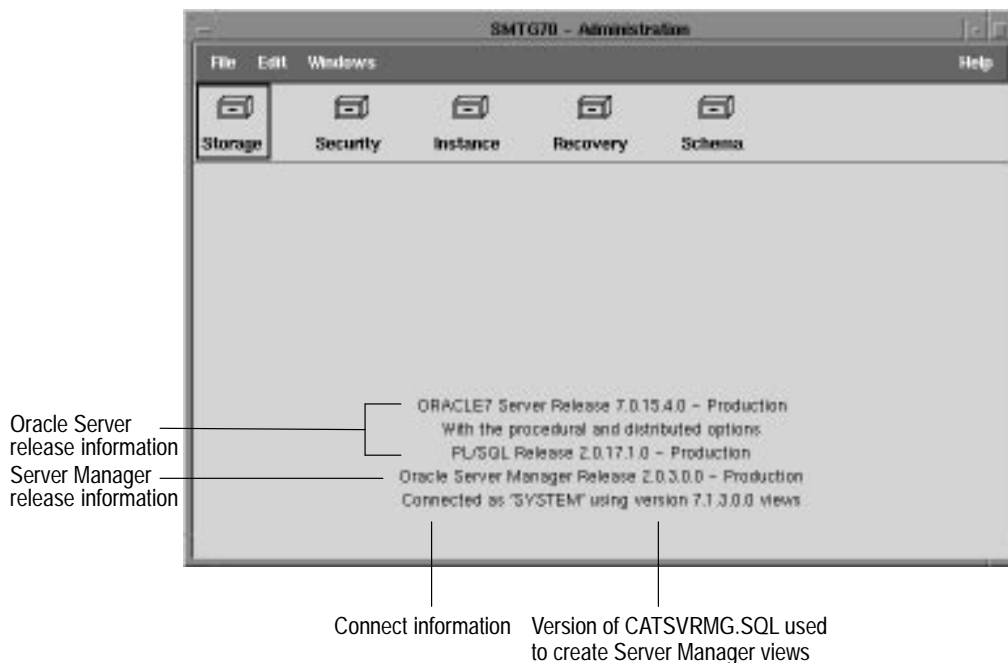 SMTG70 - Administration
File Edit Windows Help
Storage Security Instance Recovery Schema
ORACLE7 Server Release 7.0.15.4.0 - Production
With the procedural and distributed options
PL/SQL Release 2.0.17.1.0 - Production
Oracle Server Manager Release 2.0.3.0.0 - Production
Connected as "SYSTEM" using version 7.1.3.0.0 views
Oracle Server
release information
Server Manager
release information
Connect information
Version of CATSVRMG.SQL used
to create Server Manager views